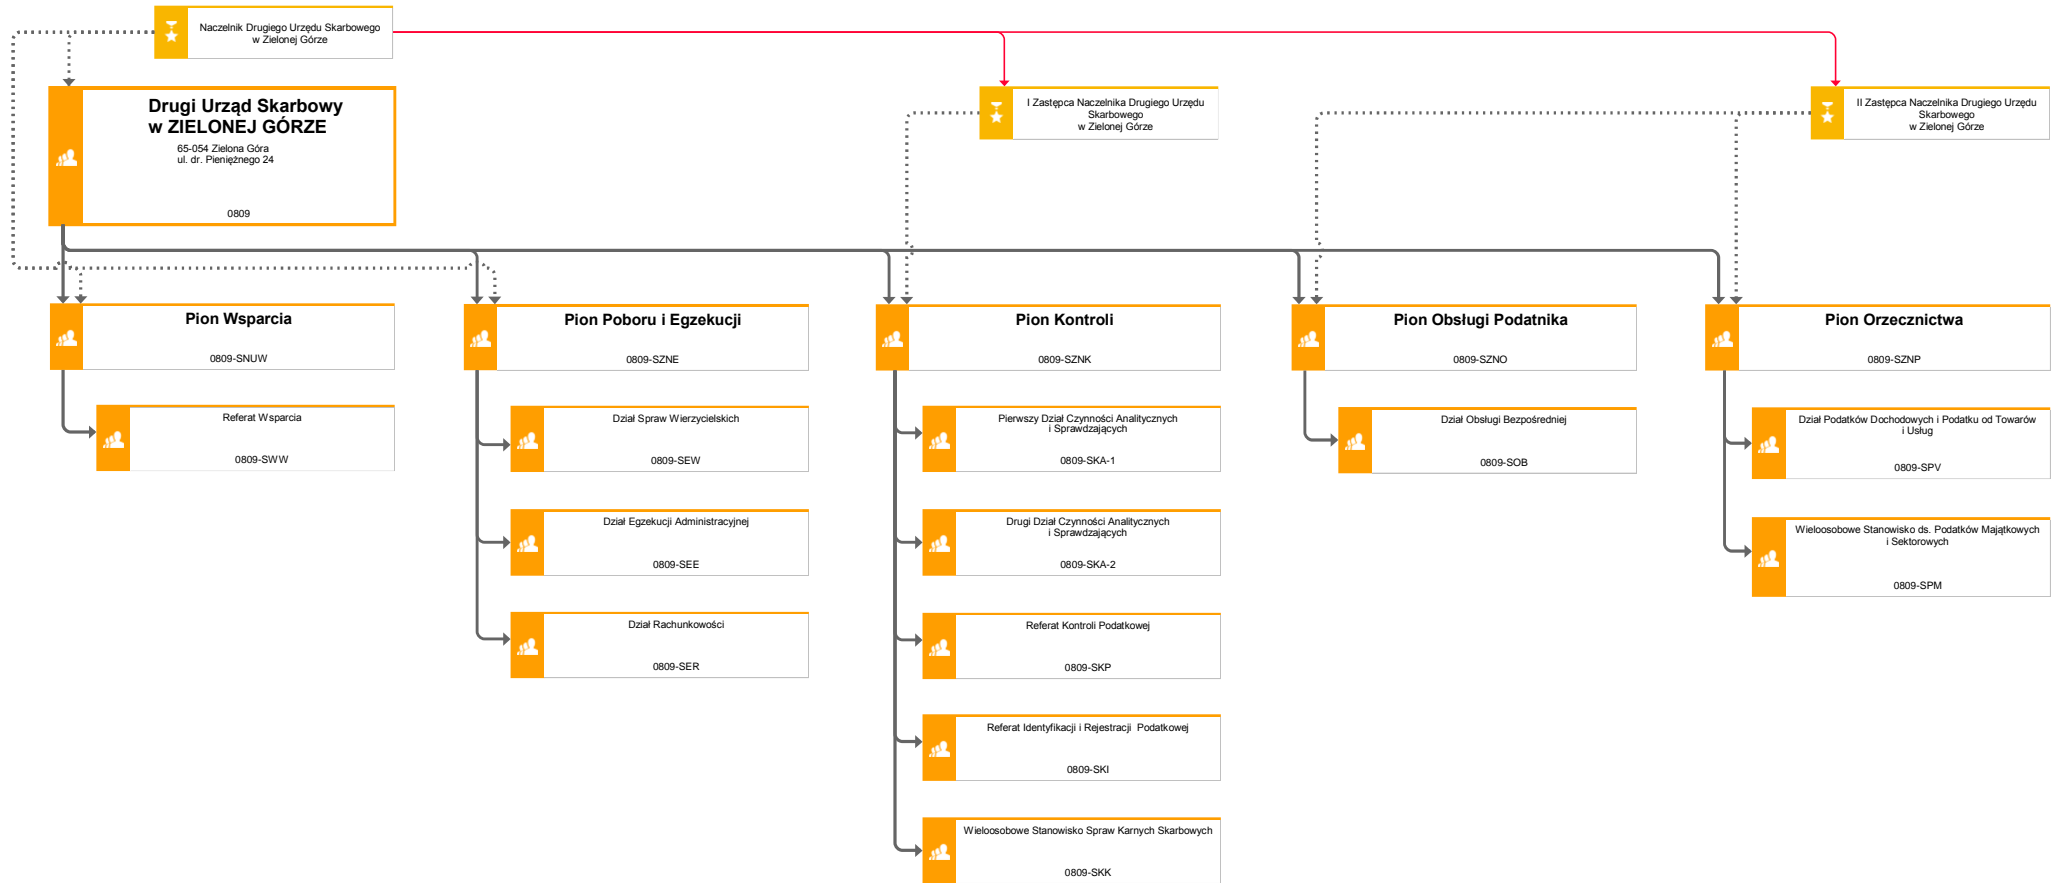 Naczelnik Drugiego Urzędu Skarbowego
w Zielonej Górze
Drugi Urząd Skarbowy
w ZIELONEJ GÓRZE
65-054 Zielona Góra
ul. dr. Pieniężnego 24
0809
I Zastępca Naczelnika Drugiego Urzędu
Skarbowego
w Zielonej Górze
II Zastępca Naczelnika Drugiego Urzędu
Skarbowego
w Zielonej Górze
Pion Wsparcia
0809-SNUW
Referat Wsparcia
0809-SWW
Pion Poboru i Egzekucji
0809-SZNE
Dział Spraw Wierzycielskich
0809-SEW
Dział Egzekucji Administracyjnej
0809-SEE
Dział Rachunkowości
0809-SER
Pion Kontroli
0809-SZNK
Pierwszy Dział Czynności Analitycznych
i Sprawdzających
0809-SKA-1
Drugi Dział Czynności Analitycznych
i Sprawdzających
0809-SKA-2
Referat Kontroli Podatkowej
0809-SKP
Referat Identyfikacji i Rejestracji Podatkowej
0809-SKI
Wieloosobowe Stanowisko Spraw Karnych Skarbowych
0809-SKK
Pion Obsługi Podatnika
0809-SZNO
Dział Obsługi Bezpośredniej
0809-SOB
Pion Orzecznictwa
0809-SZNP
Dział Podatków Dochodowych i Podatku od Towarów
i Usług
0809-SPV
Wieloosobowe Stanowisko ds. Podatków Majątkowych
i Sektorowych
0809-SPM